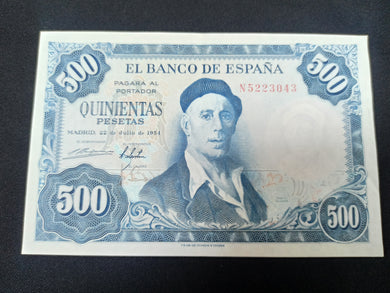 500
EL BANCO DE ESPAÑA
500
PAGARA AL
PORTADOR
N5223043
QUINIENTAS
PESETAS
MADRID, 22 de Julio de 1954
500
500